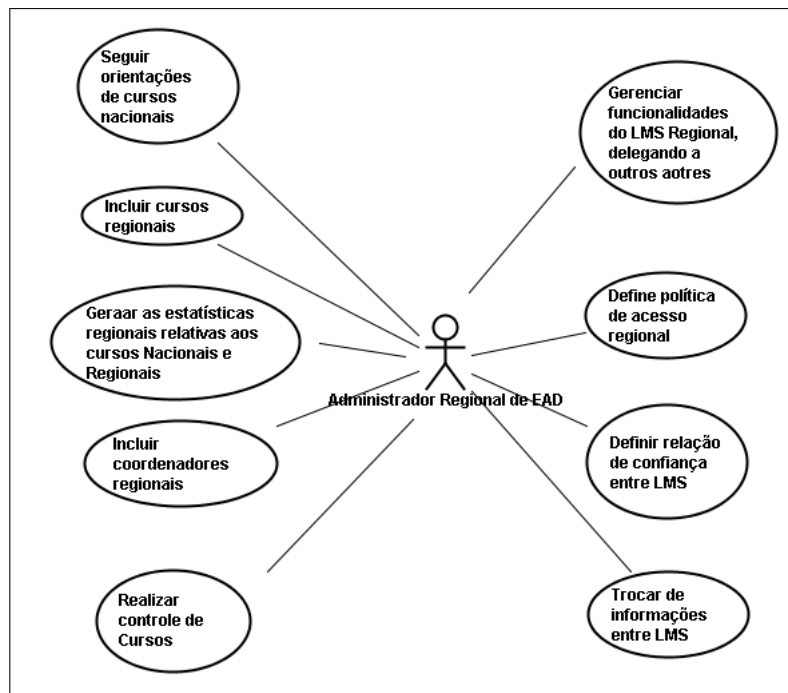 Seguir
orientações
de cursos
nacionais
Incluir cursos
regionais
Geraar as estatísticas
regionais relativas aos
cursos Nacionais e
Regionais
Incluir
coordenadores
regionais
Realizar
controle de
Cursos
Administrador Regional de EAD
Gerenciar
funcionalidades
do LMS Regional,
delegando a
outros aotres
Define política
de acesso
regional
Definir relação
de confiança
entre LMS
Trocar de
informações
entre LMS